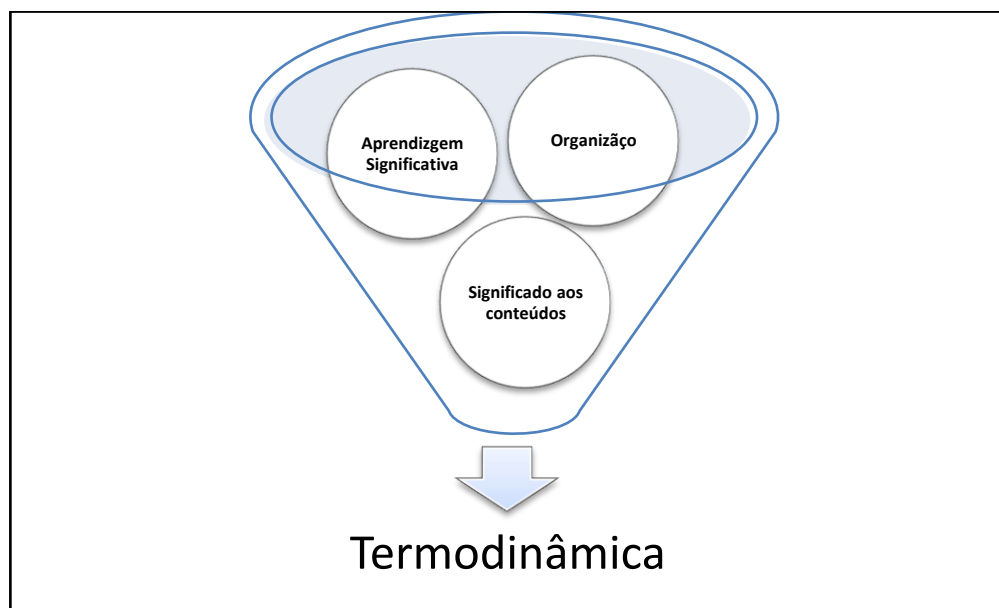 Aprendizgem
Significativa
Organizãço
Significado aos
conteúdos
Termodinâmica